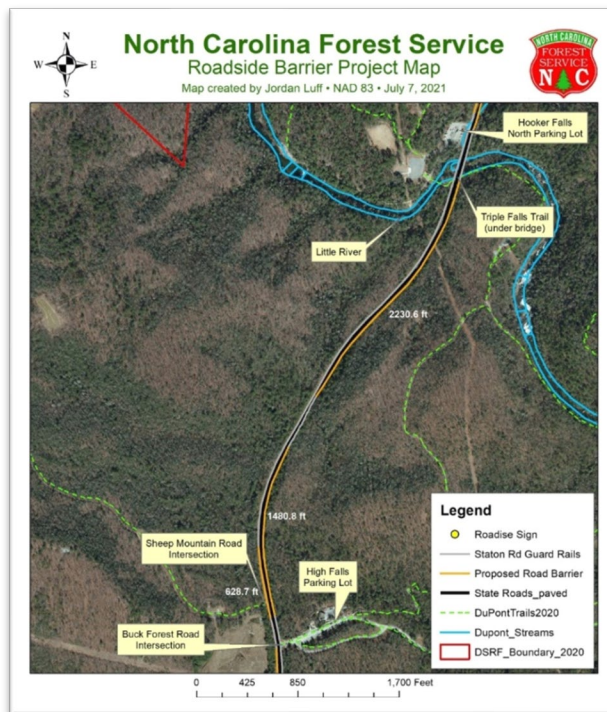 North Carolina Forest Service
Roadside Barrier Project Map
Map created by Jordan Luff • NAD 83 • July 7, 2021
N
W E
S
NORTH CAROLINA
FOREST
SERVICE
N C
Hooker Falls
North Parking Lot
Triple Falls Trail
(under bridge)
Little River
2230.6 ft
1480.8 ft
Sheep Mountain Road
Intersection
High Falls
Parking Lot
628.7 ft
Buck Forest Road
Intersection
Legend
Roadise Sign
Staton Rd Guard Rails
Proposed Road Barrier
State Roads_paved
DuPontTrails2020
Dupont_Streams
DSRF_Boundary_2020
0 425 850 1,700 Feet